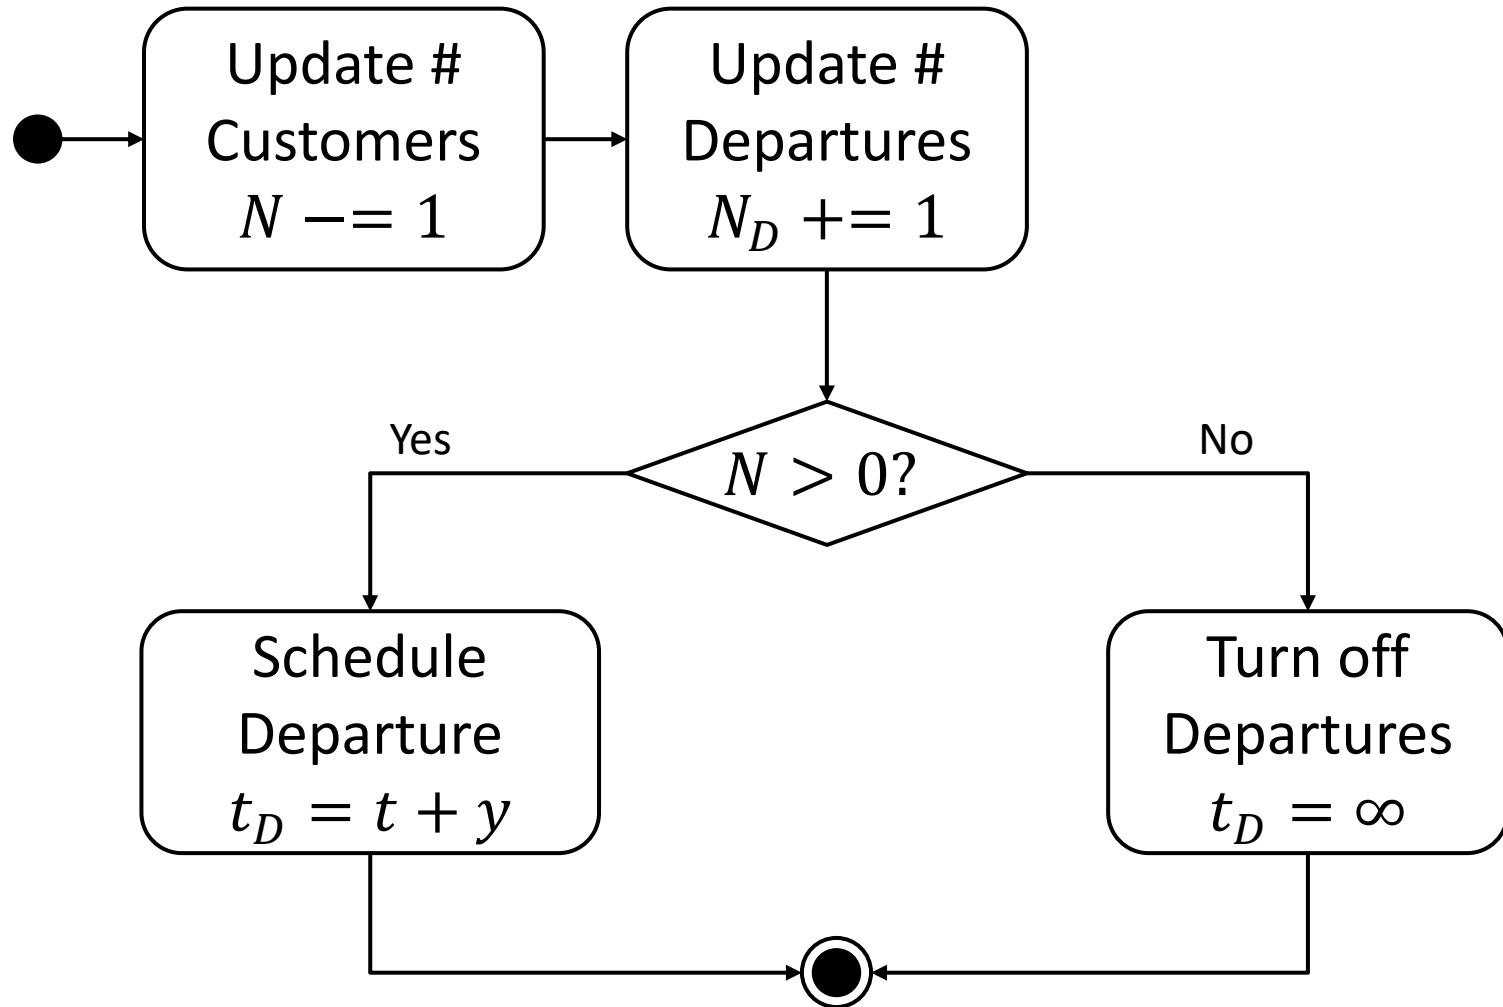 Update #
Customers
N −= 1
Update #
Departures
N_D += 1
Yes
N > 0?
No
Schedule
Departure
t_D = t + y
Turn off
Departures
t_D = ∞